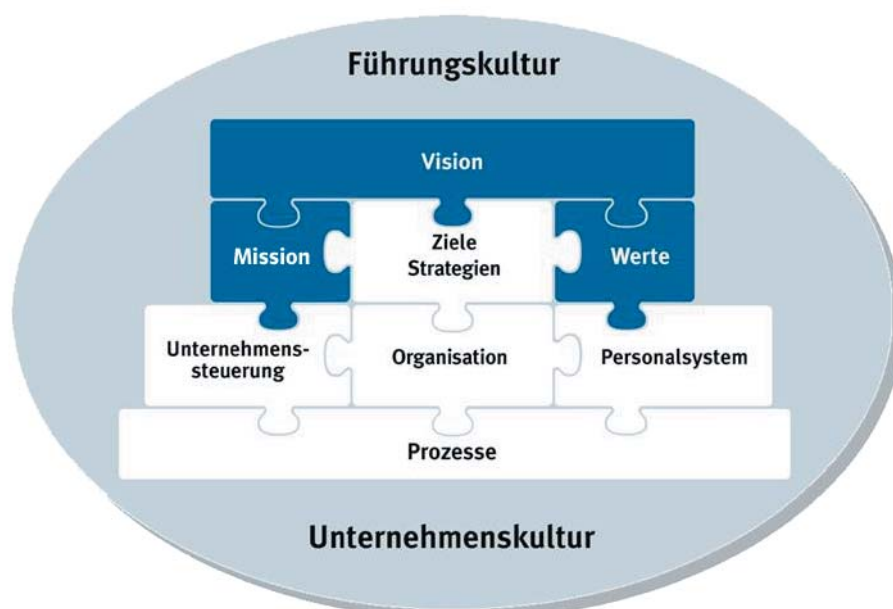 Führungskultur
Vision
Mission
Ziele
Strategien
Werte
Unternehmens-
steuerung
Organisation
Personalsystem
Prozesse
Unternehmenskultur